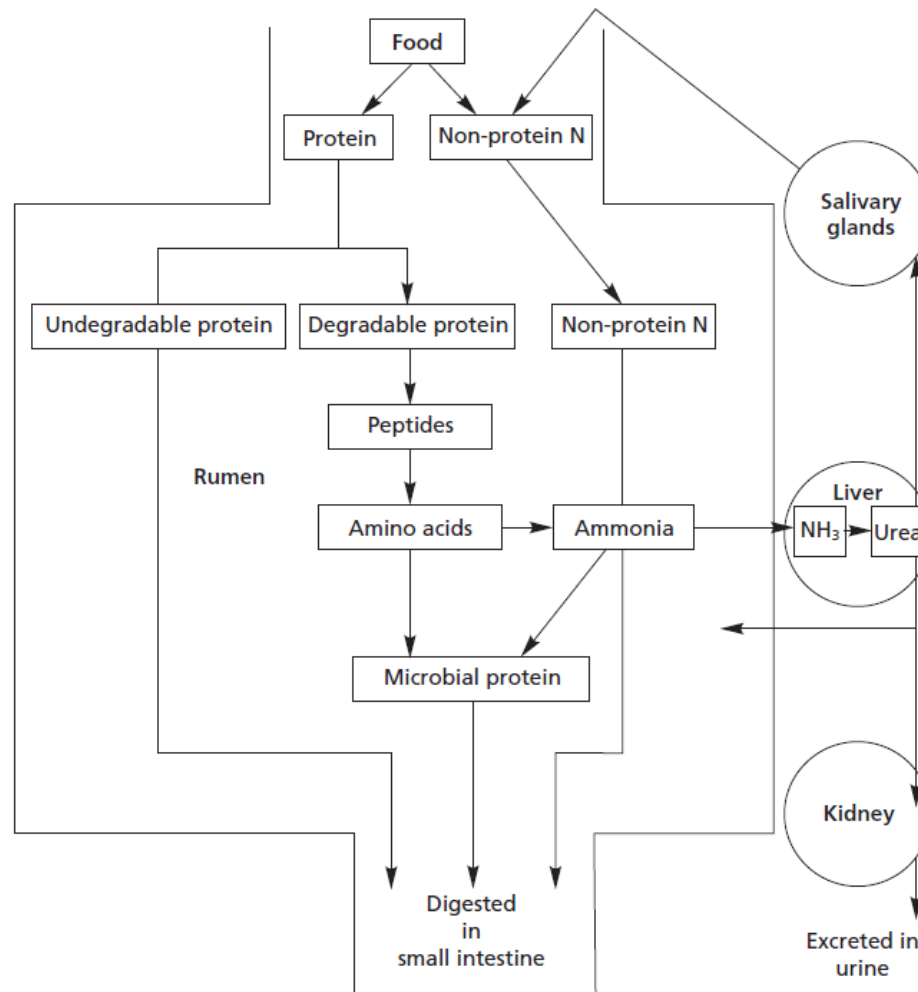 Food
Protein
Non-protein N
Salivary
glands
Undegradable protein
Degradable protein
Non-protein N
Peptides
Rumen
Liver
Amino acids
Ammonia
NH₃
Urea
Microbial protein
Kidney
Digested
in
small intestine
Excreted in
urine